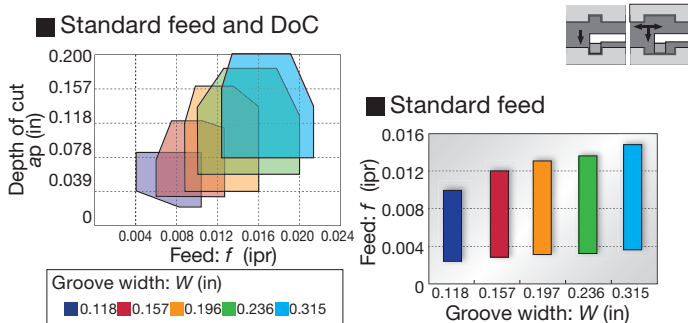 ■ Standard feed and DoC
0.200
0.157
0.118
0.078
0.039
0
Depth of cut
ap (in)
0.004 0.008 0.012 0.016 0.020 0.024
Feed: f (ipr)
Groove width: W (in)
0.118 0.157 0.196 0.236 0.315
■ Standard feed
0.016
0.012
0.008
0.004
0
Feed: f (ipr)
0.118 0.157 0.197 0.236 0.315
Groove width: W (in)